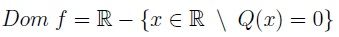 Dom f = ℝ − {x ∈ ℝ \ Q(x) = 0}